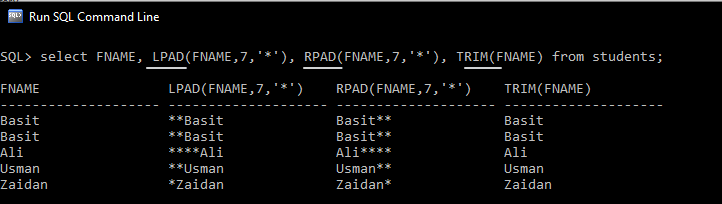 Run SQL Command Line
SQL> select FNAME, LPAD(FNAME,7,'*'), RPAD(FNAME,7,'*'), TRIM(FNAME) from students;
FNAME LPAD(FNAME,7,'*') RPAD(FNAME,7,'*') TRIM(FNAME)
-------------------- -------------------- -------------------- --------------------
Basit **Basit Basit** Basit
Basit **Basit Basit** Basit
Ali ****Ali Ali**** Ali
Usman **Usman Usman** Usman
Zaidan *Zaidan Zaidan* Zaidan